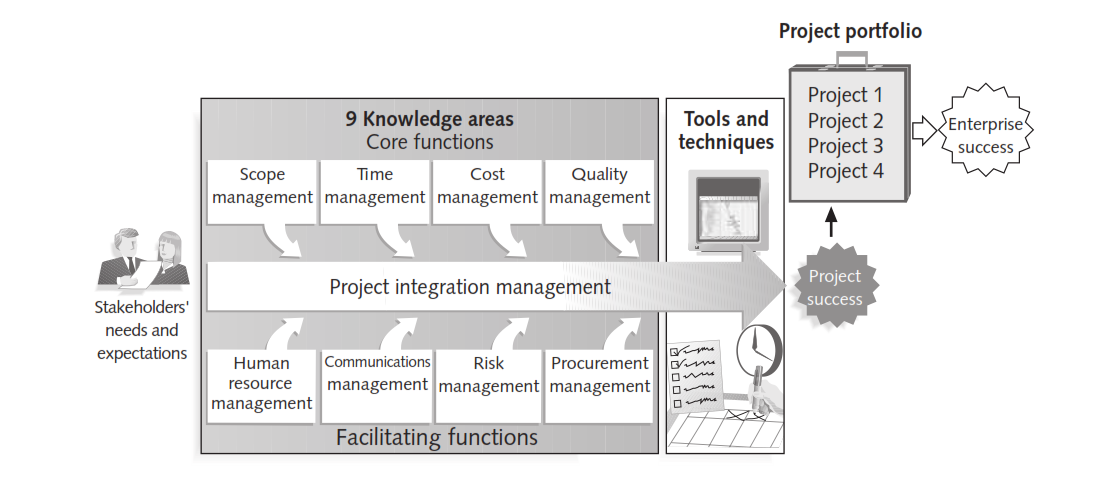 Project portfolio
Project 1
Project 2
Project 3
Project 4
Enterprise
success
9 Knowledge areas
Core functions
Tools and
techniques
Scope
management
Time
management
Cost
management
Quality
management
Stakeholders'
needs and
expectations
Project integration management
Project
success
Human
resource
management
Communications
management
Risk
management
Procurement
management
Facilitating functions